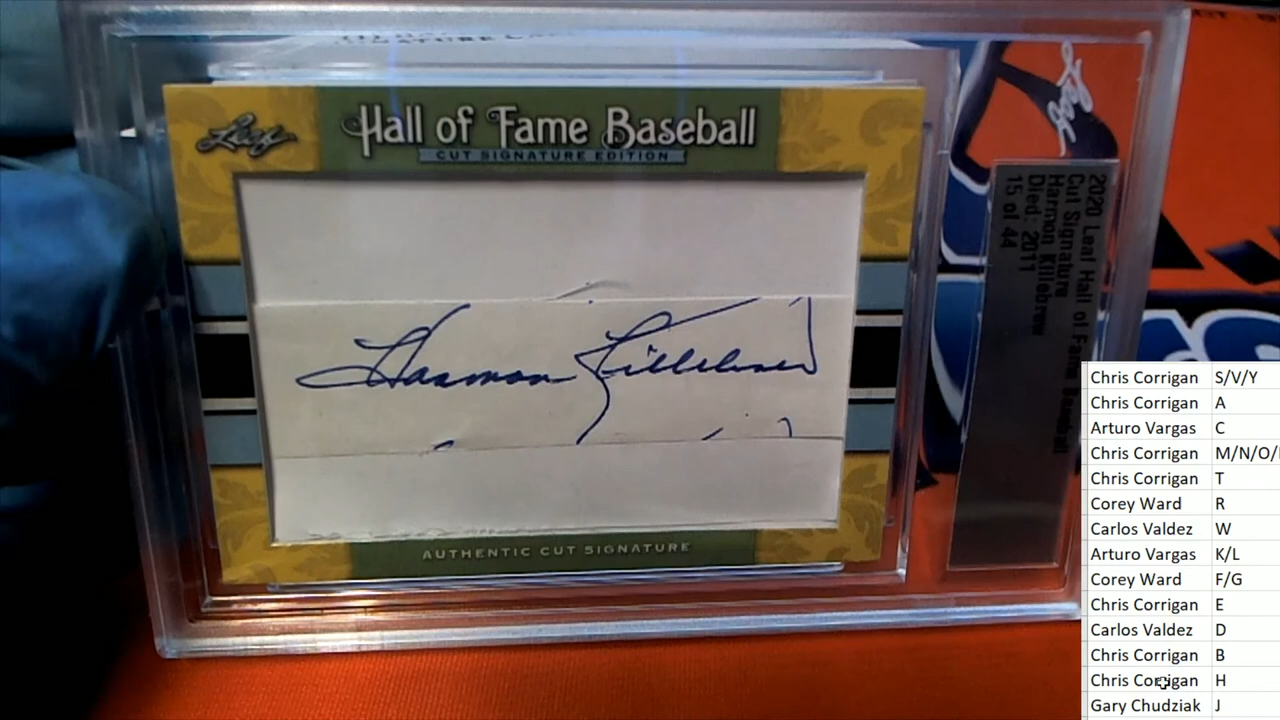 Leaf
Hall of Fame Baseball
CUT SIGNATURE EDITION
Harmon Killebrew
AUTHENTIC CUT SIGNATURE
Leaf
2020 Leaf Hall of Fame Baseball
Cut Signature
Harmon Killebrew
Died: 2011
15 of 44
Chris Corrigan S/V/Y
Chris Corrigan A
Arturo Vargas C
Chris Corrigan M/N/O/
Chris Corrigan T
Corey Ward R
Carlos Valdez W
Arturo Vargas K/L
Corey Ward F/G
Chris Corrigan E
Carlos Valdez D
Chris Corrigan B
Chris Corrigan H
Gary Chudziak J